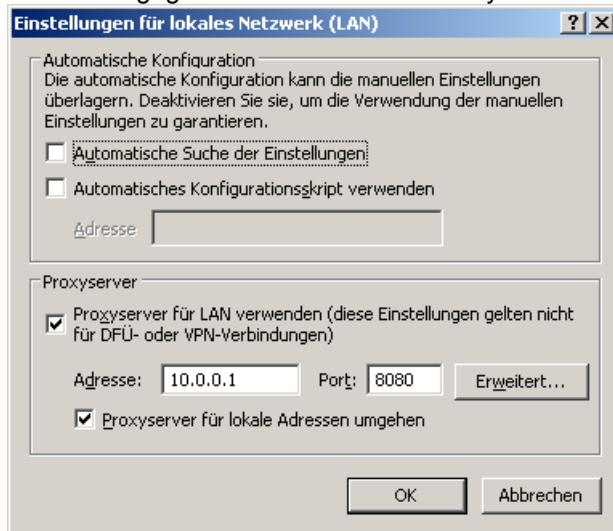 Einstellungen für lokales Netzwerk (LAN)
Automatische Konfiguration
Die automatische Konfiguration kann die manuellen Einstellungen
überlagern. Deaktivieren Sie sie, um die Verwendung der manuellen
Einstellungen zu garantieren.
Automatische Suche der Einstellungen
Automatisches Konfigurationsskript verwenden
Adresse
Proxyserver
Proxyserver für LAN verwenden (diese Einstellungen gelten nicht
für DFÜ- oder VPN-Verbindungen)
Adresse: 10.0.0.1 Port: 8080 Erweitert...
Proxyserver für lokale Adressen umgehen
OK Abbrechen